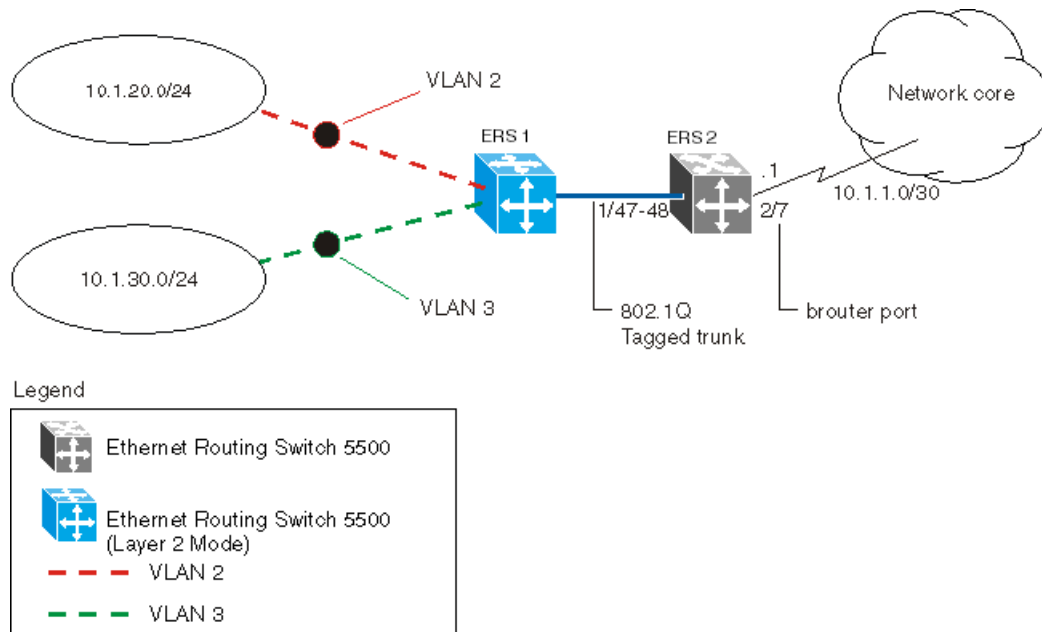 10.1.20.0/24
VLAN 2
ERS 1
ERS 2
Network core
.1
10.1.1.0/30
1/47-48
2/7
10.1.30.0/24
VLAN 3
802.1Q
Tagged trunk
brouter port
Legend
Ethernet Routing Switch 5500
Ethernet Routing Switch 5500
(Layer 2 Mode)
VLAN 2
VLAN 3